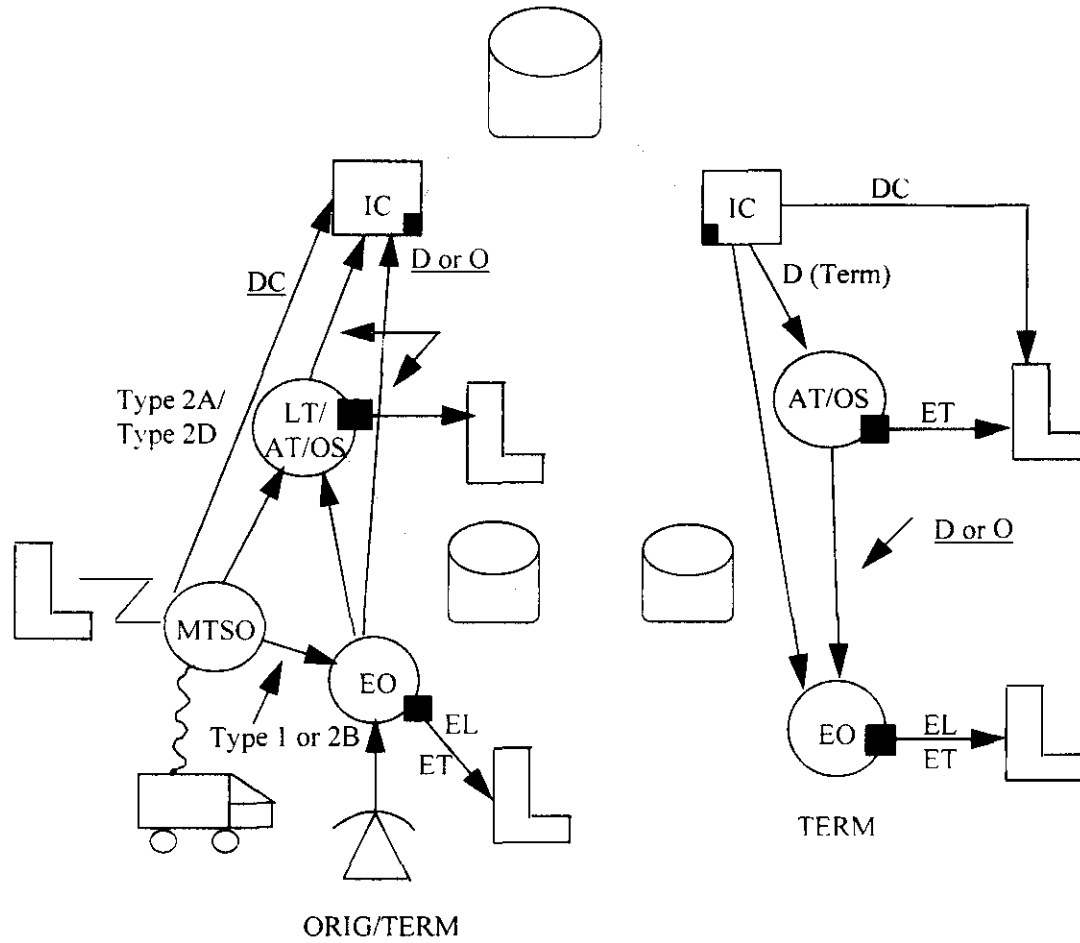 IC
IC
DC
D or O
DC
D (Term)
Type 2A/
Type 2D
LT/
AT/OS
AT/OS
ET
D or O
MTSO
EO
Type 1 or 2B
EL
ET
EO
EL
ET
TERM
ORIG/TERM